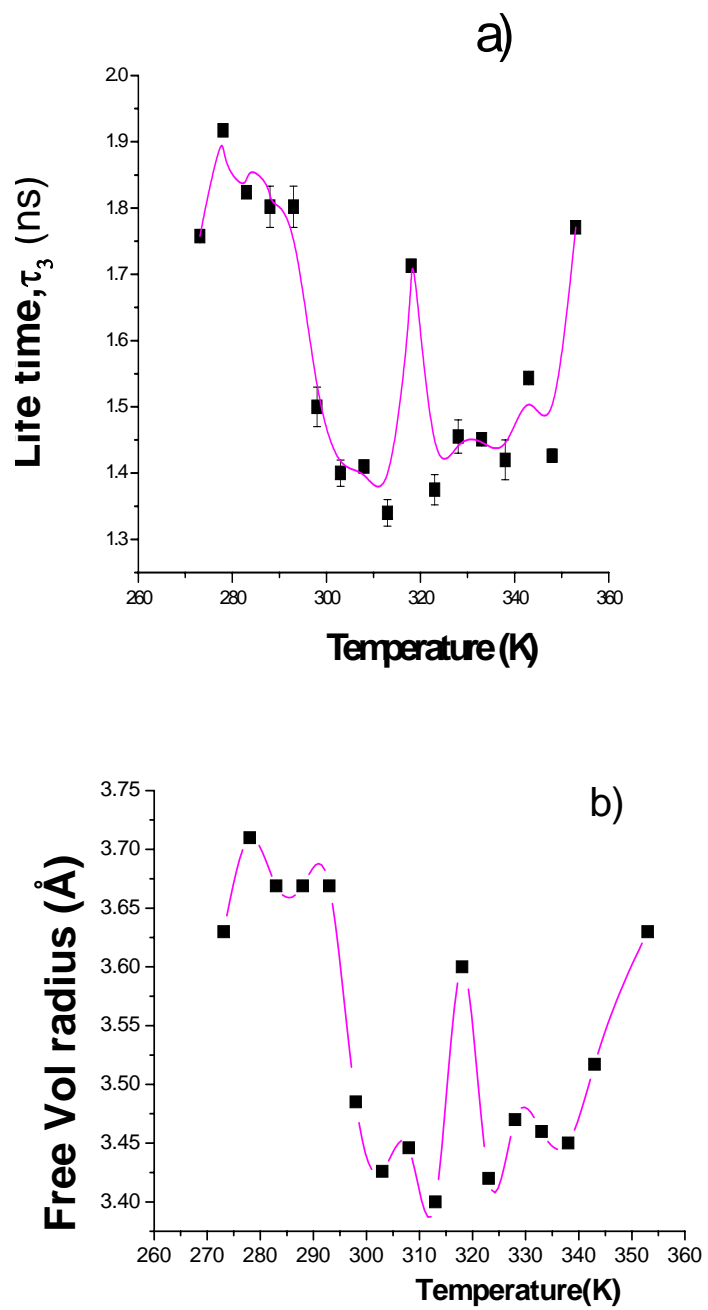 a)
2.0
1.9
1.8
1.7
1.6
1.5
1.4
1.3
Life time,τ3 (ns)
260 280 300 320 340 360
Temperature (K)
b)
3.75
3.70
3.65
3.60
3.55
3.50
3.45
3.40
Free Vol radius (Å)
260 270 280 290 300 310 320 330 340 350 360
Temperature(K)